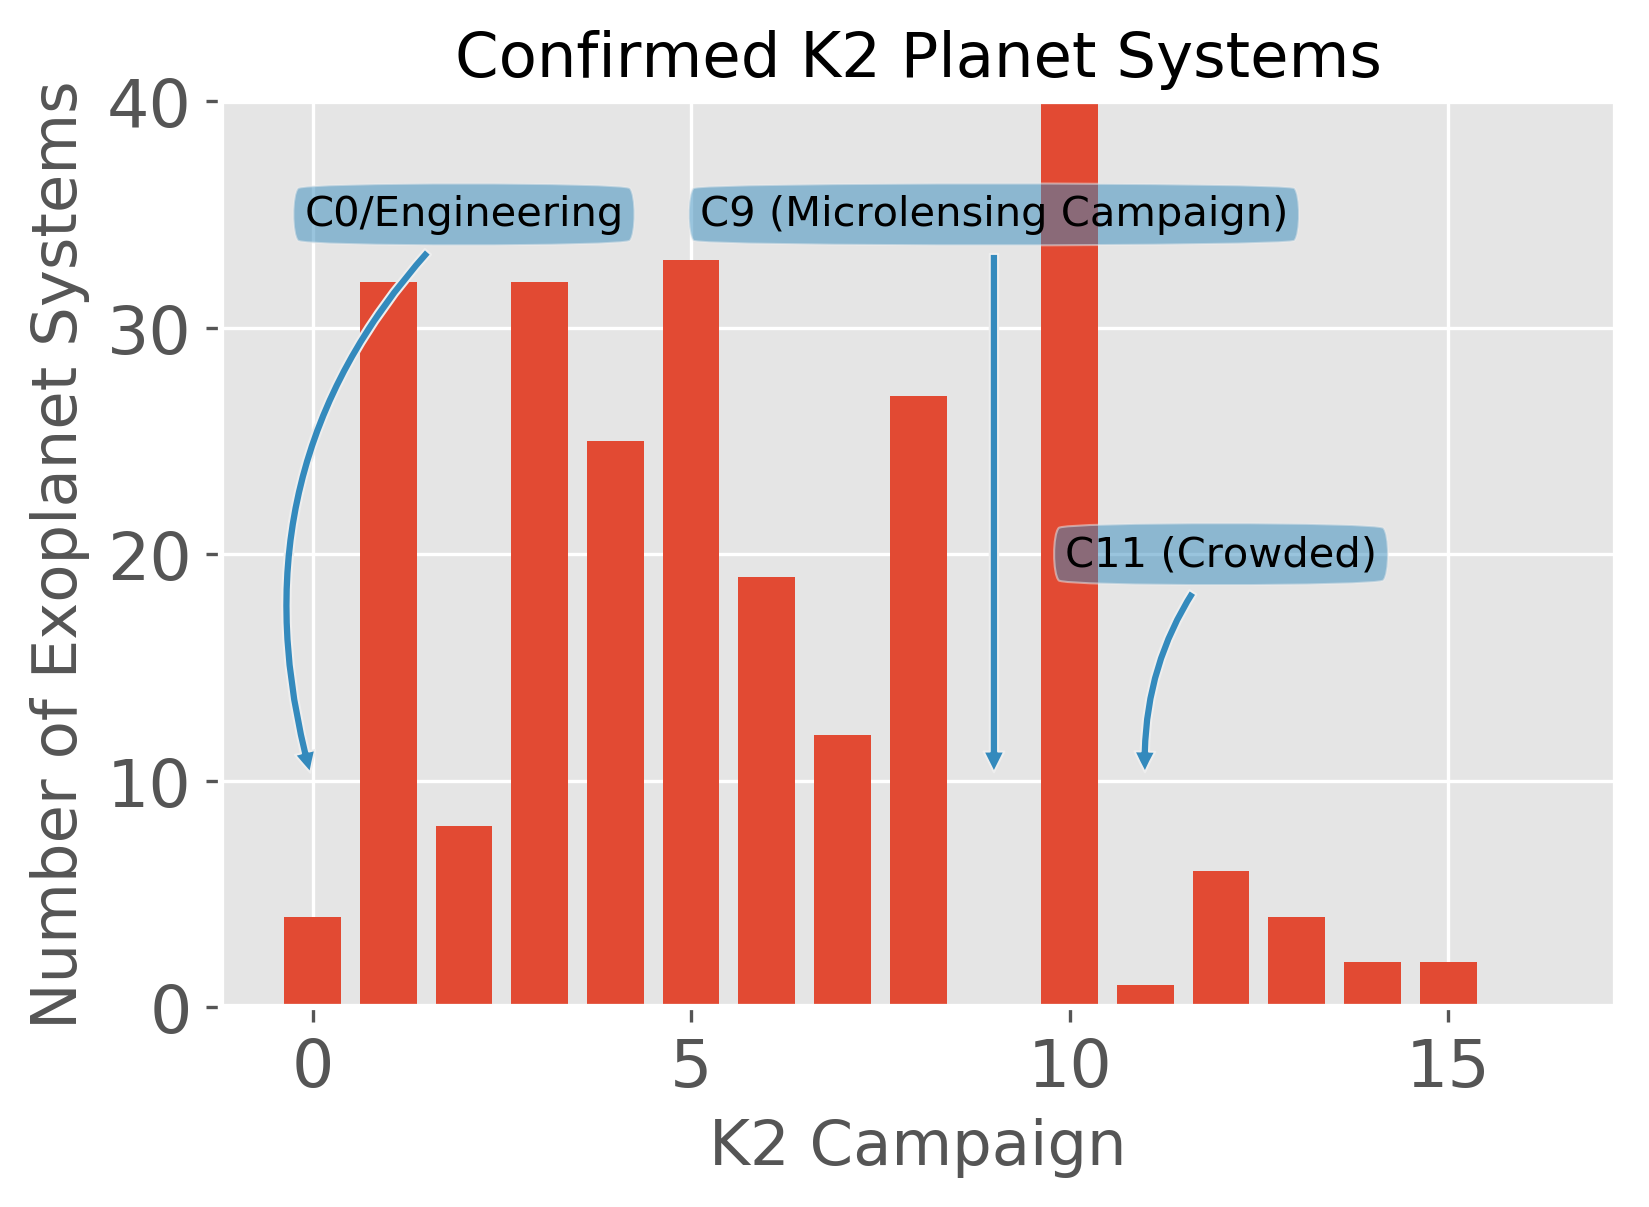 Confirmed K2 Planet Systems
Number of Exoplanet Systems
40
30
20
10
0
C0/Engineering
C9 (Microlensing Campaign)
C11 (Crowded)
0 5 10 15
K2 Campaign